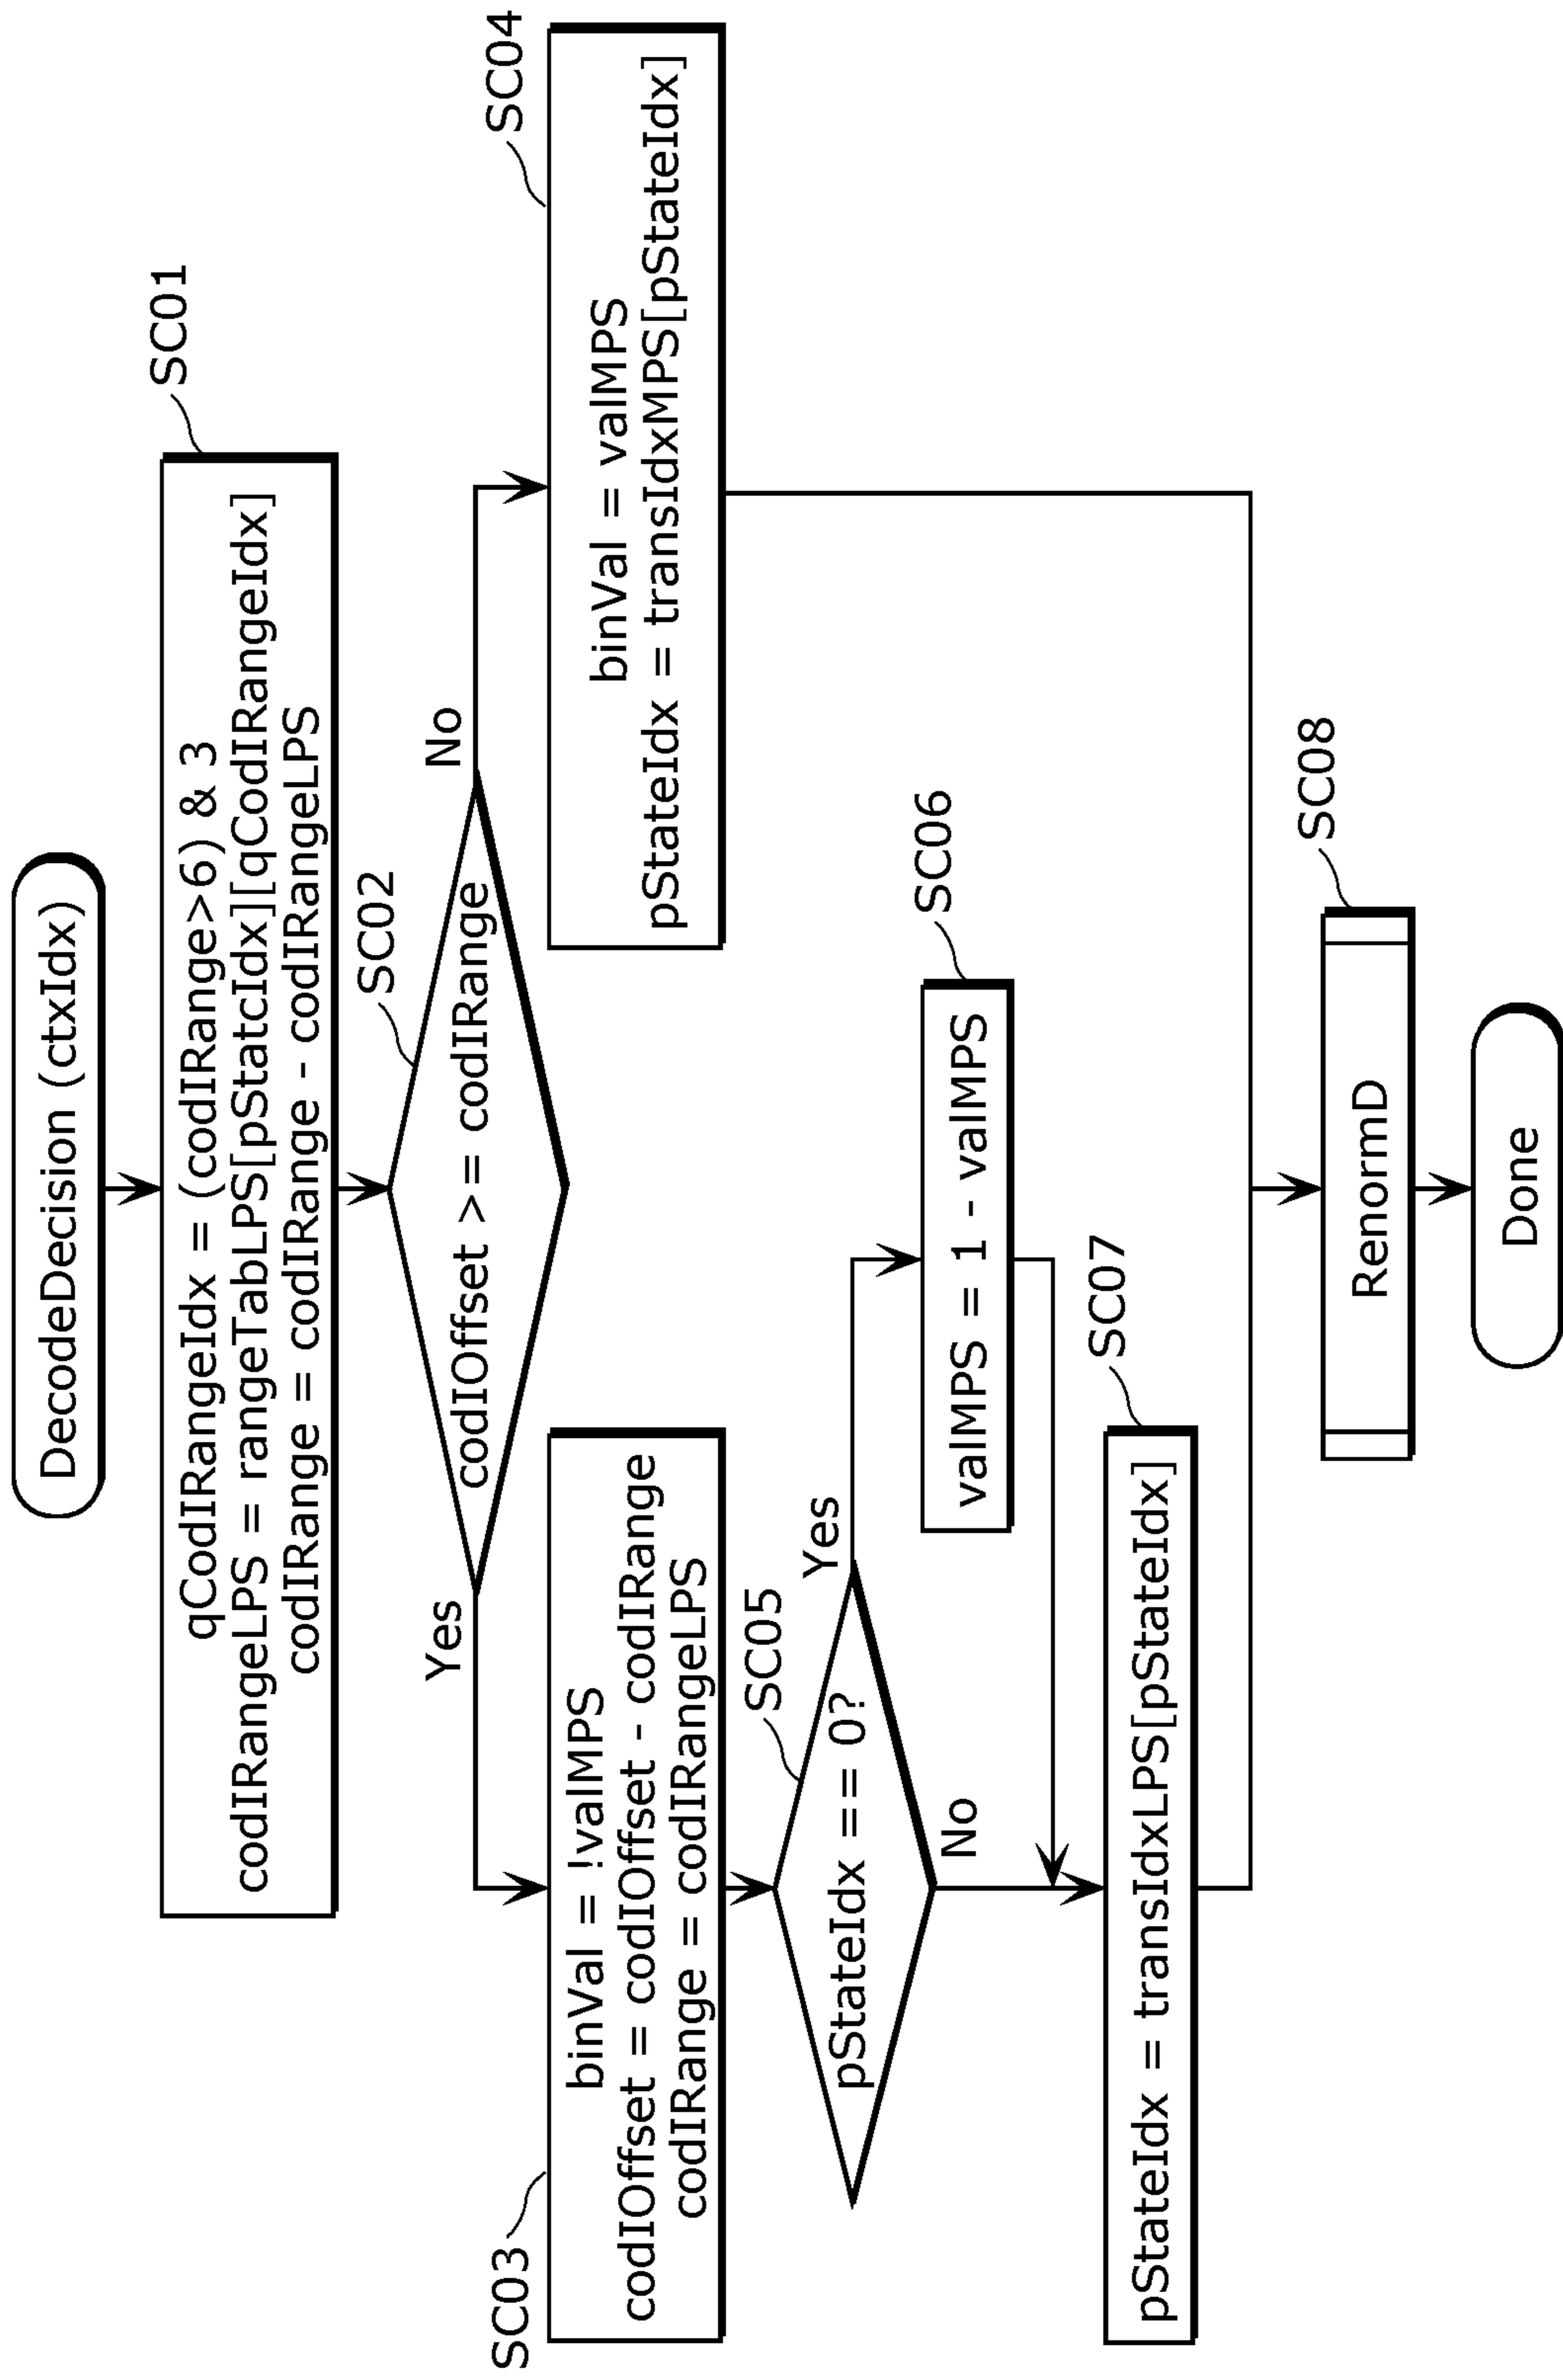 DecodeDecision (ctxIdx)
SC01
qCodIRangeIdx = (codIRange>6) & 3
codIRangeLPS = rangeTabLPS[pStatcIdx][qCodIRangeIdx]
codIRange = codIRange - codIRangeLPS
SC02
codIOffset >= codIRange
Yes
No
SC03
binVal = !valMPS
codIOffset = codIOffset - codIRange
codIRange = codIRangeLPS
SC04
binVal = valMPS
pStateIdx = transIdxMPS[pStateIdx]
SC05
pStateIdx == 0?
Yes
No
SC06
valMPS = 1 - valMPS
SC07
pStateIdx = transIdxLPS[pStateIdx]
SC08
RenormD
Done